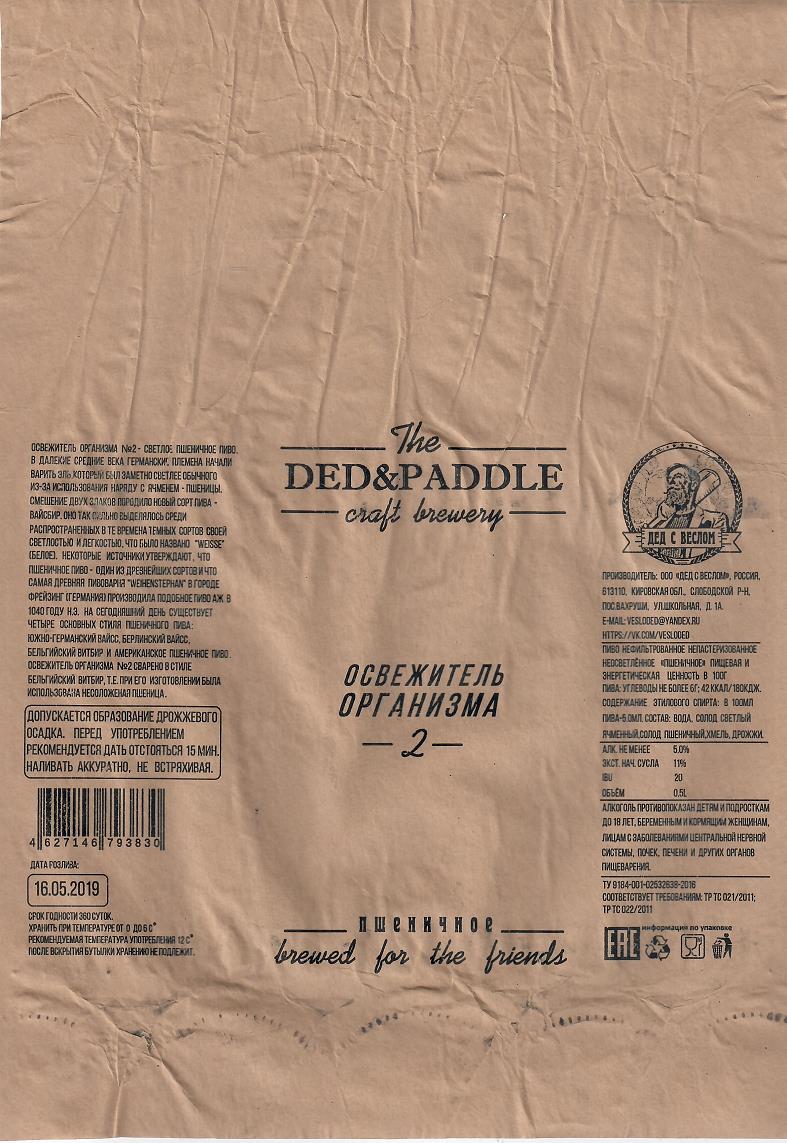 ОСВЕЖИТЕЛЬ ОРГАНИЗМА №2 - СВЕТЛОЕ ПШЕНИЧНОЕ ПИВО.
В ДАЛЕКИЕ СРЕДНИЕ ВЕКА ГЕРМАНСКИЕ ПЛЕМЕНА НАЧАЛИ
ВАРИТЬ ЭЛЬ КОТОРЫЙ БЫЛ ЗАМЕТНО СВЕТЛЕЕ ОБЫЧНОГО
ИЗ-ЗА ИСПОЛЬЗОВАНИЯ НАРЯДУ С ЯЧМЕНЕМ - ПШЕНИЦЫ.
СМЕШЕНИЕ ДВУХ ЗЛАКОВ ПОРОДИЛО НОВЫЙ СОРТ ПИВА -
ВАЙСБИР, ОНО ТАК СИЛЬНО ВЫДЕЛЯЛОСЬ СРЕДИ
РАСПРОСТРАНЕННЫХ В ТЕ ВРЕМЕНА ТЕМНЫХ СОРТОВ СВОЕЙ
СВЕТЛОСТЬЮ И ЛЕГКОСТЬЮ, ЧТО БЫЛО НАЗВАНО "WEISSE"
(БЕЛОЕ). НЕКОТОРЫЕ ИСТОЧНИКИ УТВЕРЖДАЮТ, ЧТО
ПШЕНИЧНОЕ ПИВО - ОДИН ИЗ ДРЕВНЕЙШИХ СОРТОВ И ЧТО
САМАЯ ДРЕВНЯЯ ПИВОВАРНЯ "WEIHENSTEPHAN" В ГОРОДЕ
ФРЕЙЗИНГ (ГЕРМАНИЯ) ПРОИЗВОДИЛА ПОДОБНОЕ ПИВО АЖ В
1040 ГОДУ Н.Э. НА СЕГОДНЯШНИЙ ДЕНЬ СУЩЕСТВУЕТ
ЧЕТЫРЕ ОСНОВНЫХ СТИЛЯ ПШЕНИЧНОГО ПИВА:
ЮЖНО-ГЕРМАНСКИЙ ВАЙСС, БЕРЛИНСКИЙ ВАЙСС,
БЕЛЬГИЙСКИЙ ВИТБИР И АМЕРИКАНСКОЕ ПШЕНИЧНОЕ ПИВО.
ОСВЕЖИТЕЛЬ ОРГАНИЗМА №2 СВАРЕНО В СТИЛЕ
БЕЛЬГИЙСКИЙ ВИТБИР, Т.Е. ПРИ ЕГО ИЗГОТОВЛЕНИИ БЫЛА
ИСПОЛЬЗОВАНА НЕСОЛОЖЕНАЯ ПШЕНИЦА.
ДОПУСКАЕТСЯ ОБРАЗОВАНИЕ ДРОЖЖЕВОГО
ОСАДКА. ПЕРЕД УПОТРЕБЛЕНИЕМ
РЕКОМЕНДУЕТСЯ ДАТЬ ОТСТОЯТЬСЯ 15 МИН.
НАЛИВАТЬ АККУРАТНО, НЕ ВСТРЯХИВАЯ.
4 627146 793830
ДАТА РОЗЛИВА:
16.05.2019
СРОК ГОДНОСТИ 360 СУТОК.
ХРАНИТЬ ПРИ ТЕМПЕРАТУРЕ ОТ 0 ДО 6 С°
РЕКОМЕНДУЕМАЯ ТЕМПЕРАТУРА УПОТРЕБЛЕНИЯ 12 С°
ПОСЛЕ ВСКРЫТИЯ БУТЫЛКИ ХРАНЕНИЮ НЕ ПОДЛЕЖИТ.
The
DED&PADDLE
craft brewery
ОСВЕЖИТЕЛЬ
ОРГАНИЗМА
2
ПШЕНИЧНОЕ
brewed for the friends
ДЕД С ВЕСЛОМ
ПРОИЗВОДИТЕЛЬ: ООО «ДЕД С ВЕСЛОМ», РОССИЯ,
613110, КИРОВСКАЯ ОБЛ., СЛОБОДСКОЙ Р-Н,
ПОС.ВАХРУШИ, УЛ.ШКОЛЬНАЯ, Д. 1А.
E-MAIL: VESLODED@YANDEX.RU
HTTPS://VK.COM/VESLODED
ПИВО НЕФИЛЬТРОВАННОЕ НЕПАСТЕРИЗОВАННОЕ
НЕОСВЕТЛЁННОЕ «ПШЕНИЧНОЕ» ПИЩЕВАЯ И
ЭНЕРГЕТИЧЕСКАЯ ЦЕННОСТЬ В 100Г
ПИВА: УГЛЕВОДЫ НЕ БОЛЕЕ 6Г; 42 ККАЛ/180КДЖ.
СОДЕРЖАНИЕ ЭТИЛОВОГО СПИРТА: В 100МЛ
ПИВА-5,0МЛ. СОСТАВ: ВОДА, СОЛОД СВЕТЛЫЙ
ЯЧМЕННЫЙ,СОЛОД ПШЕНИЧНЫЙ,ХМЕЛЬ, ДРОЖЖИ.
АЛК. НЕ МЕНЕЕ 5.0%
ЭКСТ. НАЧ. СУСЛА 11%
IBU 20
ОБЪЁМ 0.5L
АЛКОГОЛЬ ПРОТИВОПОКАЗАН ДЕТЯМ И ПОДРОСТКАМ
ДО 18 ЛЕТ, БЕРЕМЕННЫМ И КОРМЯЩИМ ЖЕНЩИНАМ,
ЛИЦАМ С ЗАБОЛЕВАНИЯМИ ЦЕНТРАЛЬНОЙ НЕРВНОЙ
СИСТЕМЫ, ПОЧЕК, ПЕЧЕНИ И ДРУГИХ ОРГАНОВ
ПИЩЕВАРЕНИЯ.
ТУ 9184-001-02532638-2016
СООТВЕТСТВУЕТ ТРЕБОВАНИЯМ: ТР ТС 021/2011;
ТР ТС 022/2011
информация по упаковке
EAC